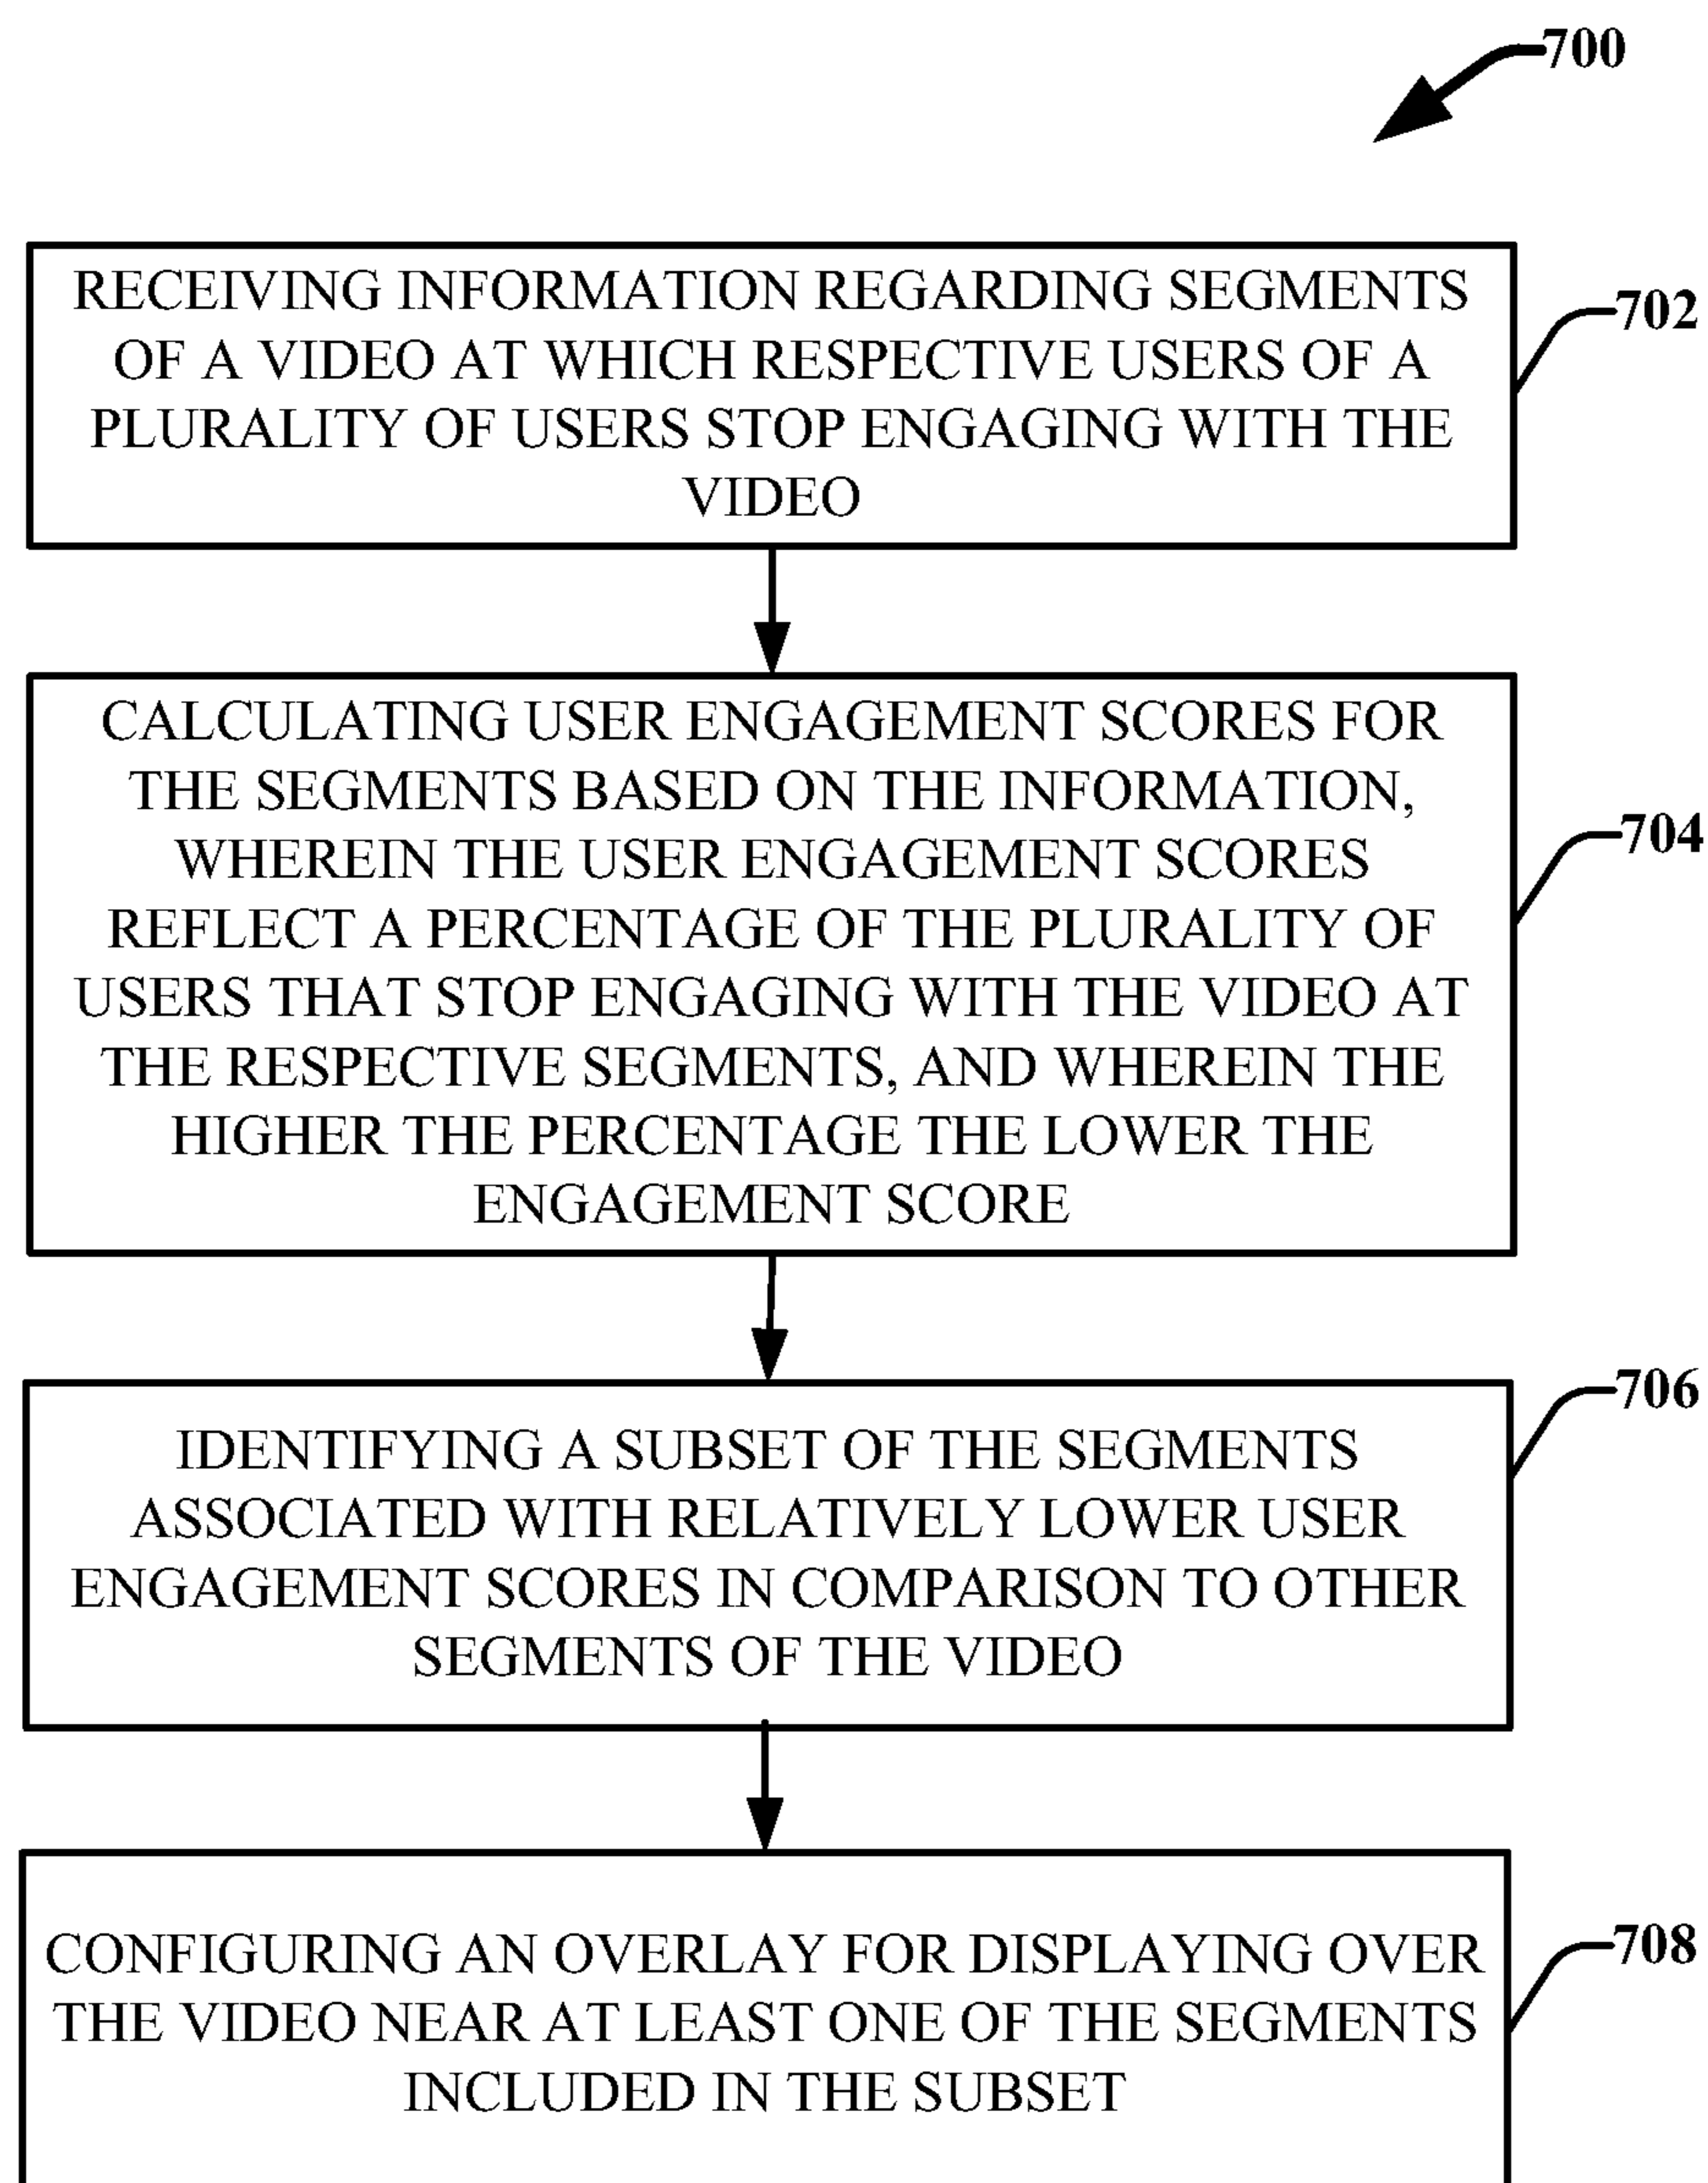 700
RECEIVING INFORMATION REGARDING SEGMENTS
OF A VIDEO AT WHICH RESPECTIVE USERS OF A
PLURALITY OF USERS STOP ENGAGING WITH THE
VIDEO
702
CALCULATING USER ENGAGEMENT SCORES FOR
THE SEGMENTS BASED ON THE INFORMATION,
WHEREIN THE USER ENGAGEMENT SCORES
REFLECT A PERCENTAGE OF THE PLURALITY OF
USERS THAT STOP ENGAGING WITH THE VIDEO AT
THE RESPECTIVE SEGMENTS, AND WHEREIN THE
HIGHER THE PERCENTAGE THE LOWER THE
ENGAGEMENT SCORE
704
IDENTIFYING A SUBSET OF THE SEGMENTS
ASSOCIATED WITH RELATIVELY LOWER USER
ENGAGEMENT SCORES IN COMPARISON TO OTHER
SEGMENTS OF THE VIDEO
706
CONFIGURING AN OVERLAY FOR DISPLAYING OVER
THE VIDEO NEAR AT LEAST ONE OF THE SEGMENTS
INCLUDED IN THE SUBSET
708